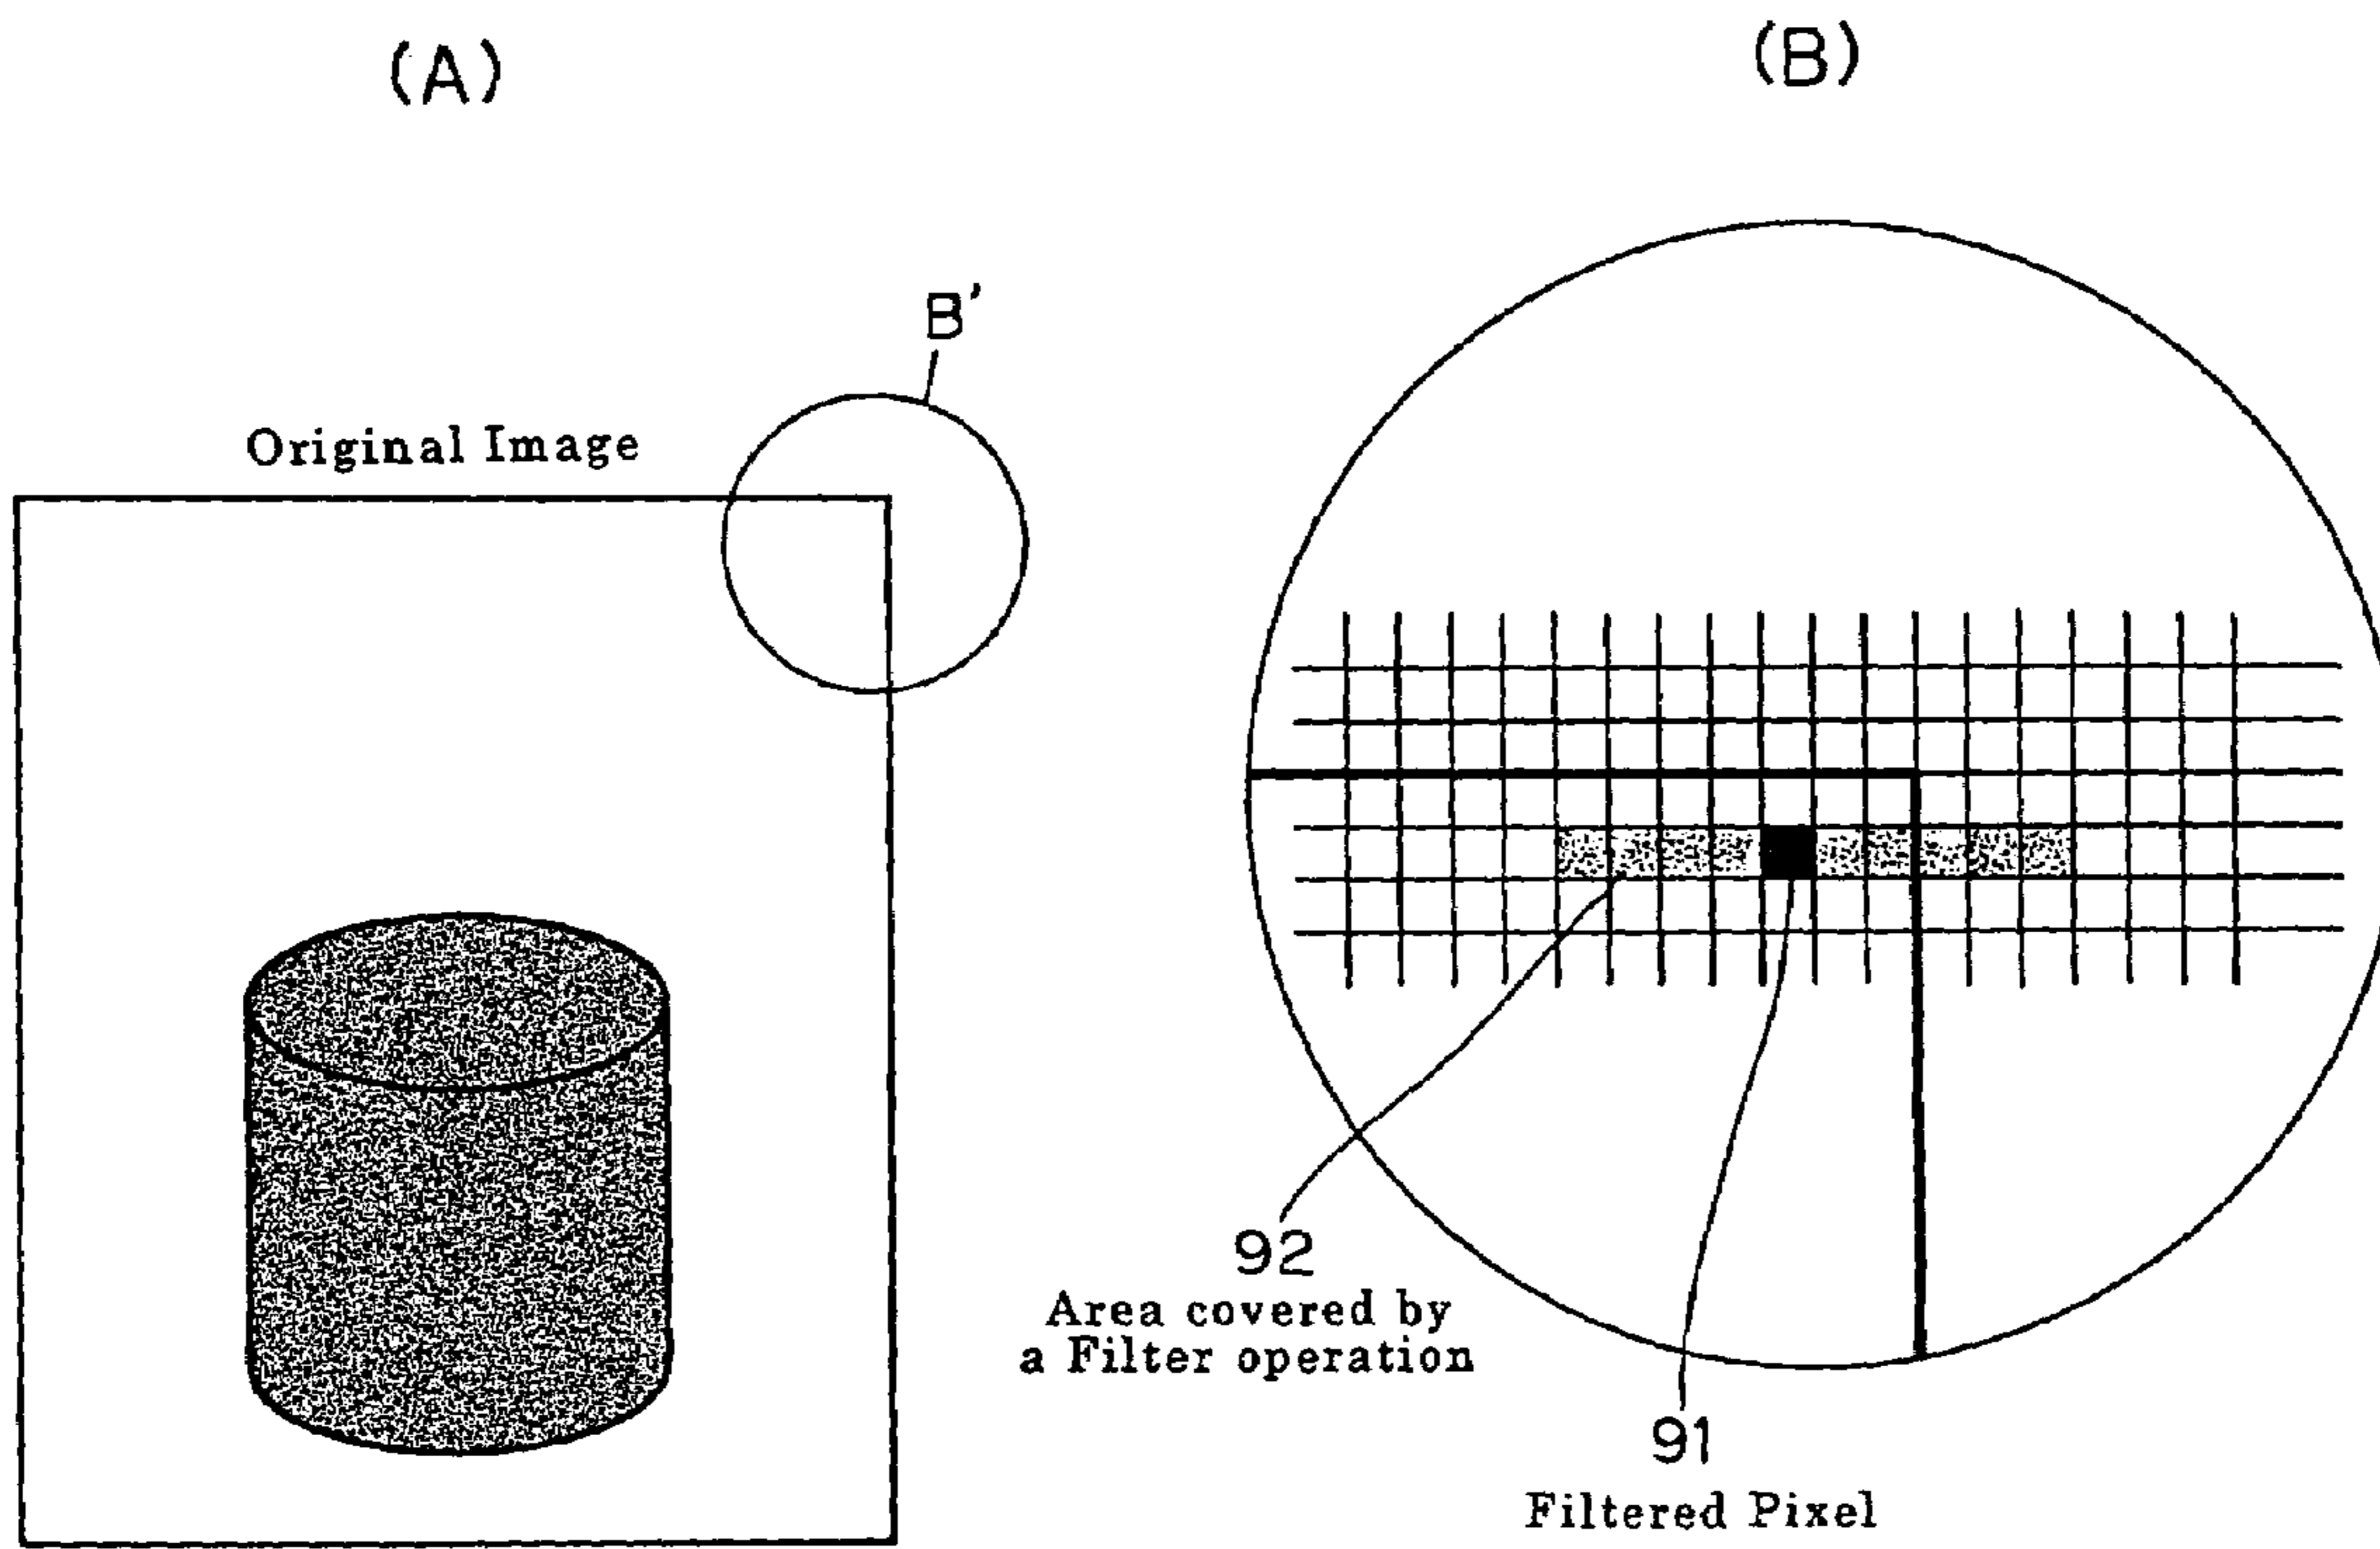 (A)
(B)
B'
Original Image
92
Area covered by
a Filter operation
91
Filtered Pixel